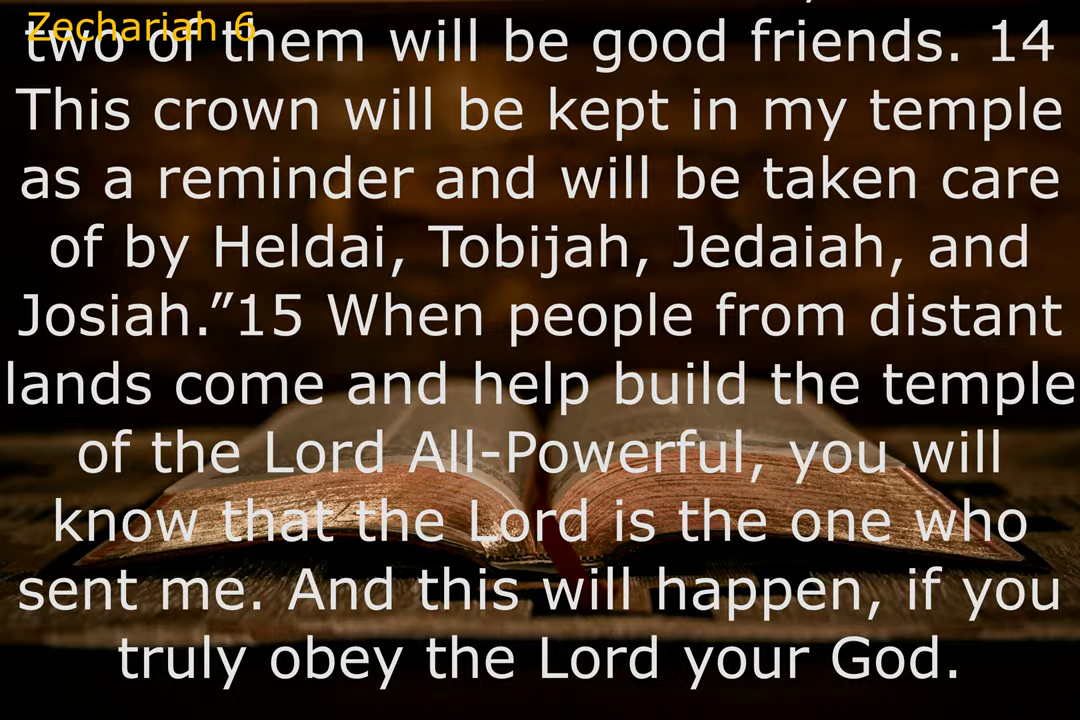 Zechariah 6
two of them will be good friends. 14
This crown will be kept in my temple
as a reminder and will be taken care
of by Heldai, Tobijah, Jedaiah, and
Josiah.”15 When people from distant
lands come and help build the temple
of the Lord All-Powerful, you will
know that the Lord is the one who
sent me. And this will happen, if you
truly obey the Lord your God.